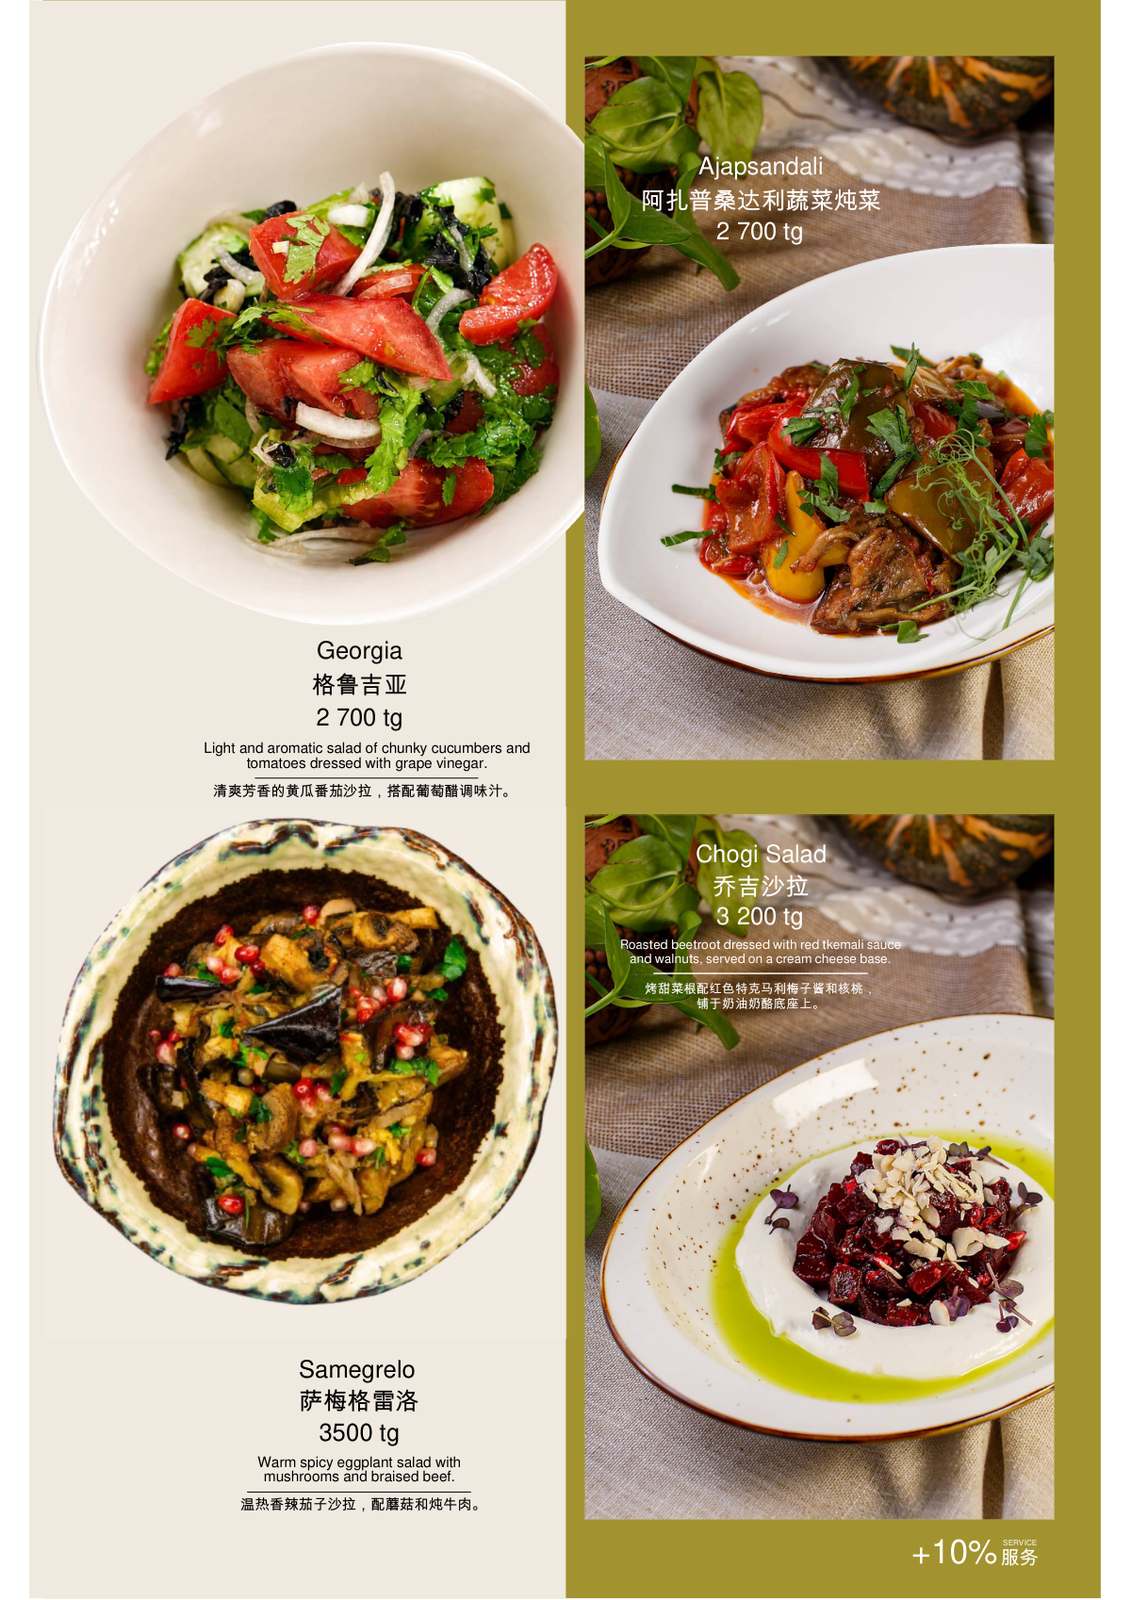 Georgia
格鲁吉亚
2 700 tg
Light and aromatic salad of chunky cucumbers and
tomatoes dressed with grape vinegar.
清爽芳香的黄瓜番茄沙拉，搭配葡萄醋调味汁。
Samegrelo
萨梅格雷洛
3500 tg
Warm spicy eggplant salad with
mushrooms and braised beef.
温热香辣茄子沙拉，配蘑菇和炖牛肉。
Ajapsandali
阿扎普桑达利蔬菜炖菜
2 700 tg
Chogi Salad
乔吉沙拉
3 200 tg
Roasted beetroot dressed with red tkemali sauce
and walnuts, served on a cream cheese base.
烤甜菜根配红色特克马利梅子酱和核桃，
铺于奶油奶酪底座上。
+10% SERVICE
服务